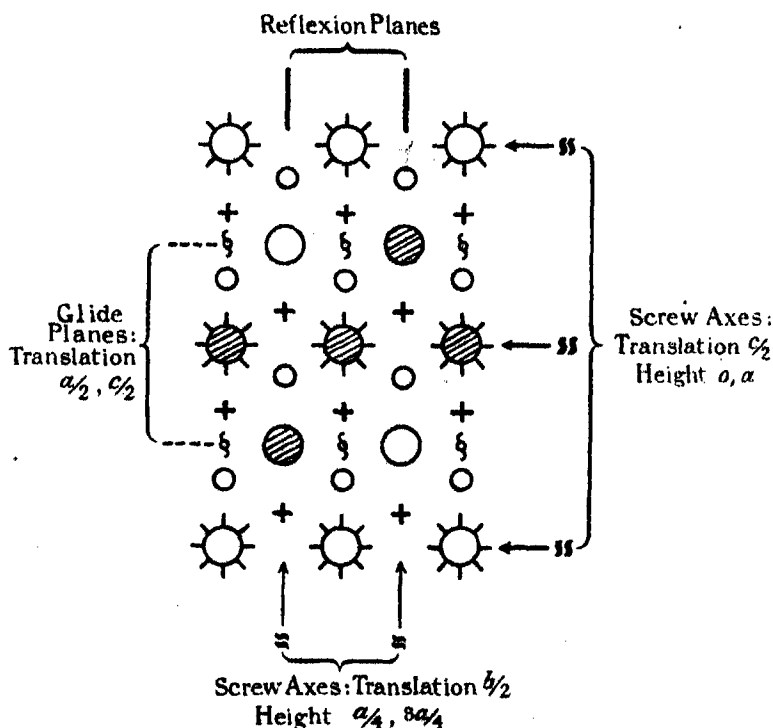 Reflexion Planes
Glide
Planes:
Translation
a/2, c/2
Screw Axes:
Translation c/2
Height o, a
Screw Axes: Translation b/2
Height a/4, 3a/4